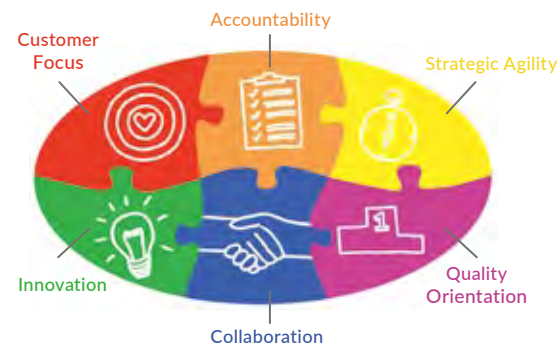 Accountability
Customer
Focus
Strategic Agility
1
Innovation
Quality
Orientation
Collaboration